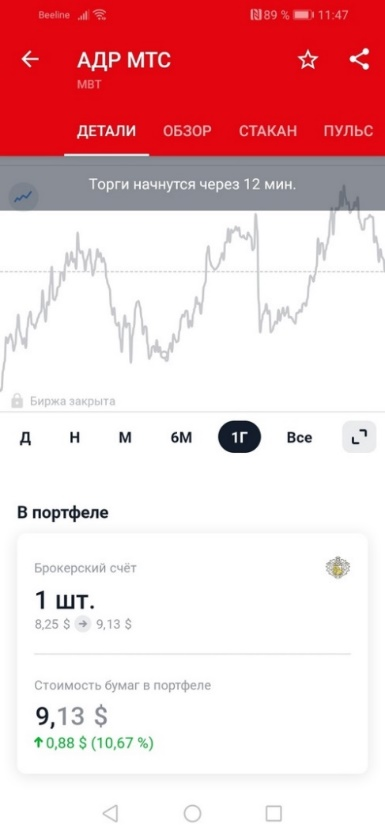 Beeline 89 % 11:47
АДР МТС
МВТ
ДЕТАЛИ ОБЗОР СТАКАН ПУЛЬС
Торги начнутся через 12 мин.
Биржа закрыта
Д Н М 6М 1Г Все
В портфеле
Брокерский счёт
1 шт.
8,25 $ → 9,13 $
Стоимость бумаг в портфеле
9,13 $
↑0,88 $ (10,67 %)